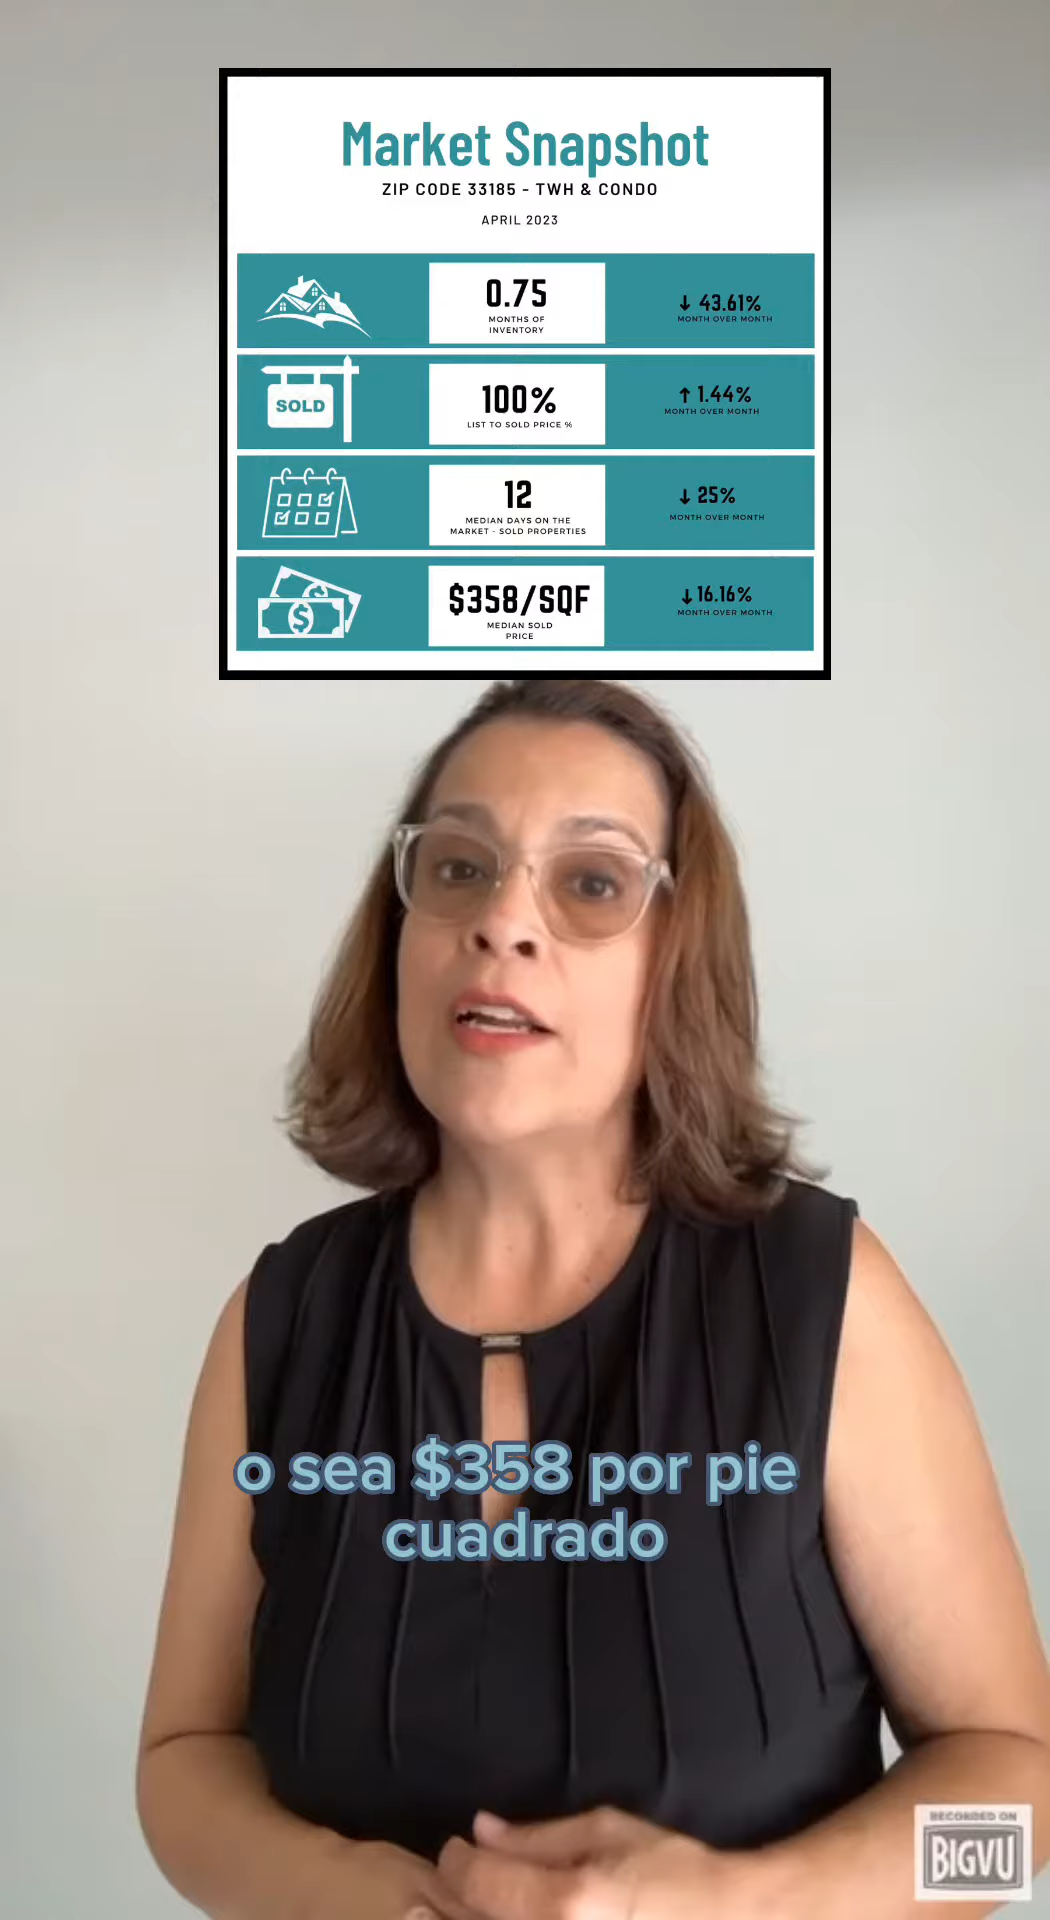 Market Snapshot
ZIP CODE 33185 - TWH & CONDO
APRIL 2023
0.75
MONTHS OF
INVENTORY
↓ 43.61%
MONTH OVER MONTH
SOLD
100%
LIST TO SOLD PRICE %
↑ 1.44%
MONTH OVER MONTH
12
MEDIAN DAYS ON THE
MARKET - SOLD PROPERTIES
↓ 25%
MONTH OVER MONTH
$
$
$358/SQF
MEDIAN SOLD
PRICE
↓ 16.16%
MONTH OVER MONTH
o sea $358 por pie
cuadrado
RECORDED ON
BIGVU